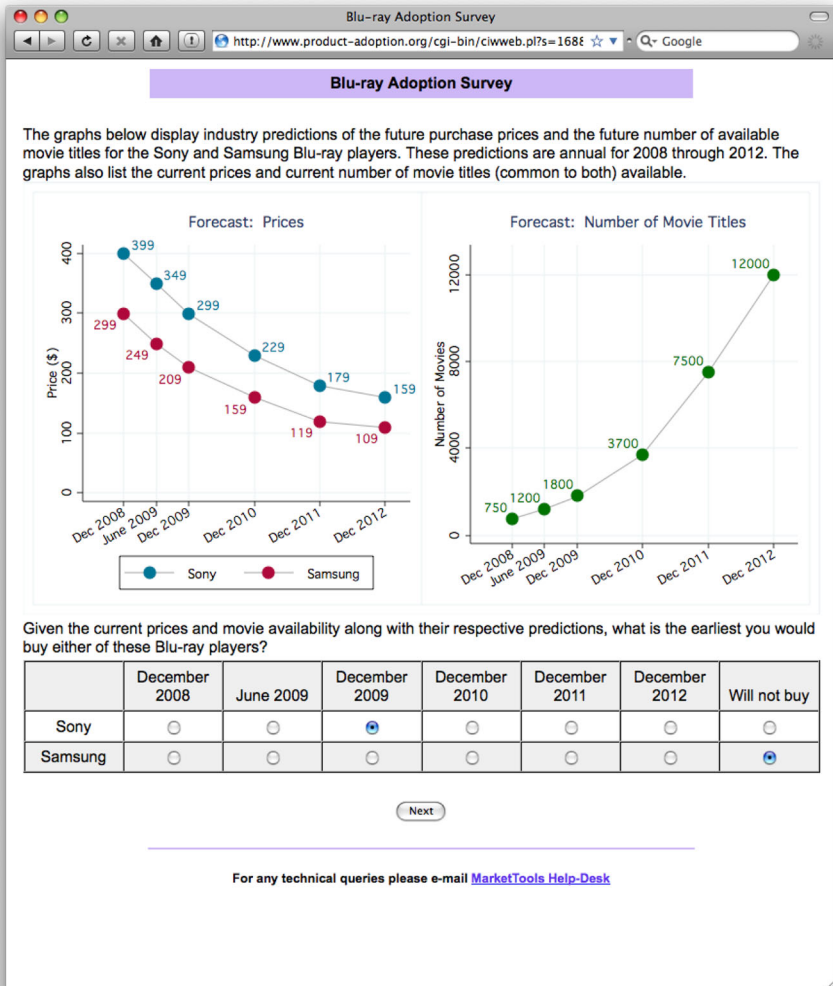 Blu-ray Adoption Survey
http://www.product-adoption.org/cgi-bin/ciwweb.pl?s=1688
Google
Blu-ray Adoption Survey
The graphs below display industry predictions of the future purchase prices and the future number of available
movie titles for the Sony and Samsung Blu-ray players. These predictions are annual for 2008 through 2012. The
graphs also list the current prices and current number of movie titles (common to both) available.
Forecast: Prices
Price ($)
400
300
200
100
0
399
349
299
229
179
159
299
249
209
159
119
109
Dec 2008
June 2009
Dec 2009
Dec 2010
Dec 2011
Dec 2012
Sony
Samsung
Forecast: Number of Movie Titles
Number of Movies
12000
8000
4000
0
750
1200
1800
3700
7500
12000
Dec 2008
June 2009
Dec 2009
Dec 2010
Dec 2011
Dec 2012
Given the current prices and movie availability along with their respective predictions, what is the earliest you would
buy either of these Blu-ray players?
December 2008
June 2009
December 2009
December 2010
December 2011
December 2012
Will not buy
Sony
Samsung
Next
For any technical queries please e-mail MarketTools Help-Desk